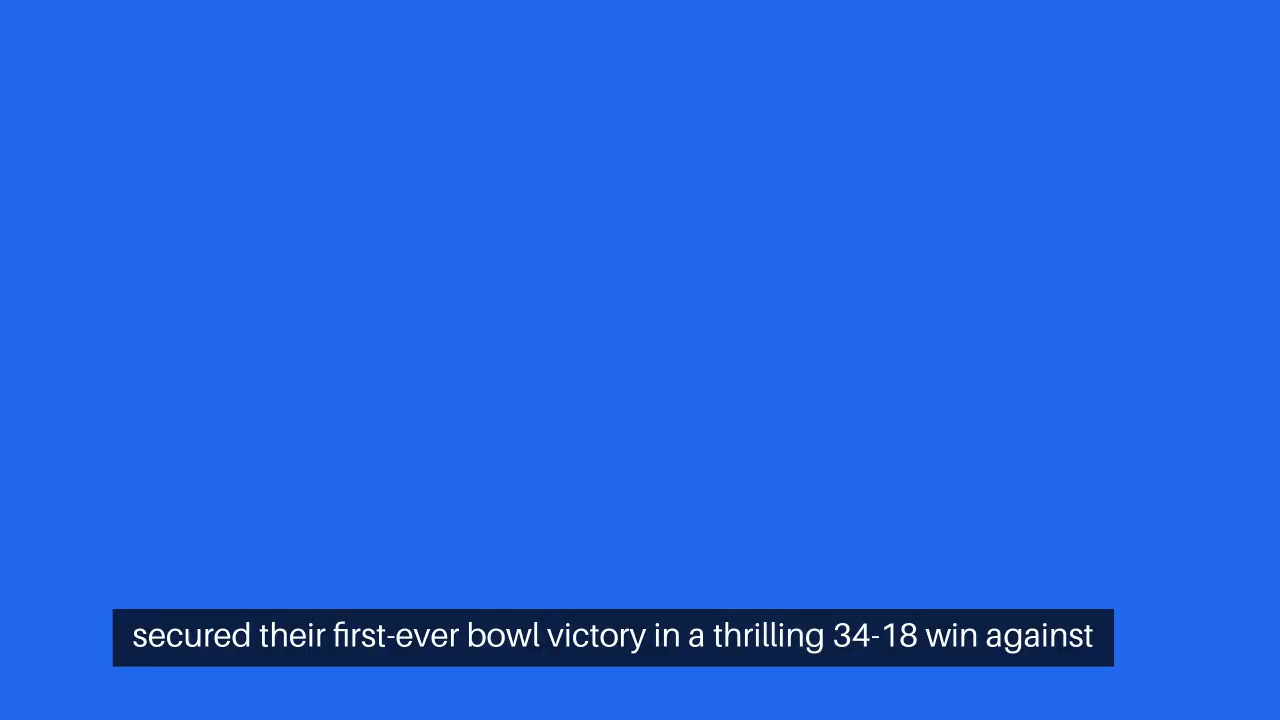 secured their first-ever bowl victory in a thrilling 34-18 win against